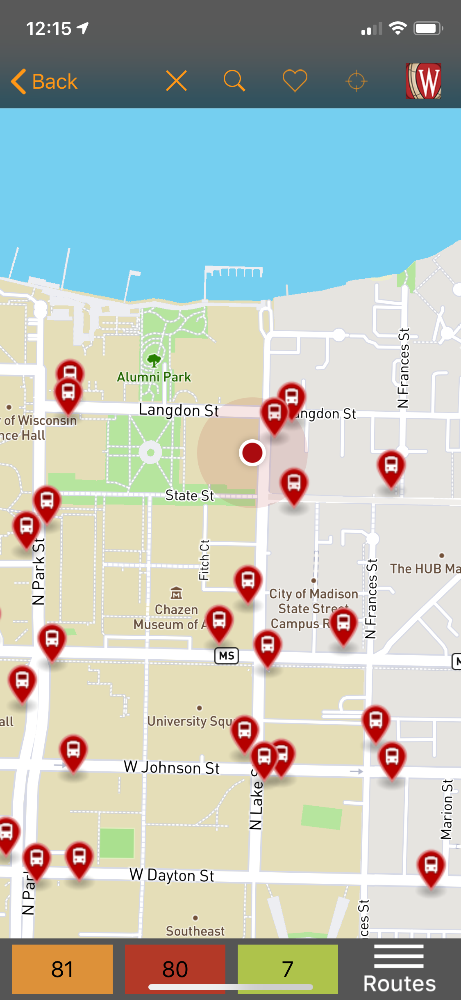 12:15
Back
W
N Frances St
Alumni Park
Langdon St
ngdon St
y of Wisconsin
nce Hall
State St
N Park St
Fitch Ct
The HUB Ma
N Frances St
Chazen
Museum of A
City of Madison
State Street
Campus R
MS
M
all
University Squ
W Johnson St
N Lake S
Marion St
W Dayton St
N Par
ces St
Southeast
81
80
7
Routes